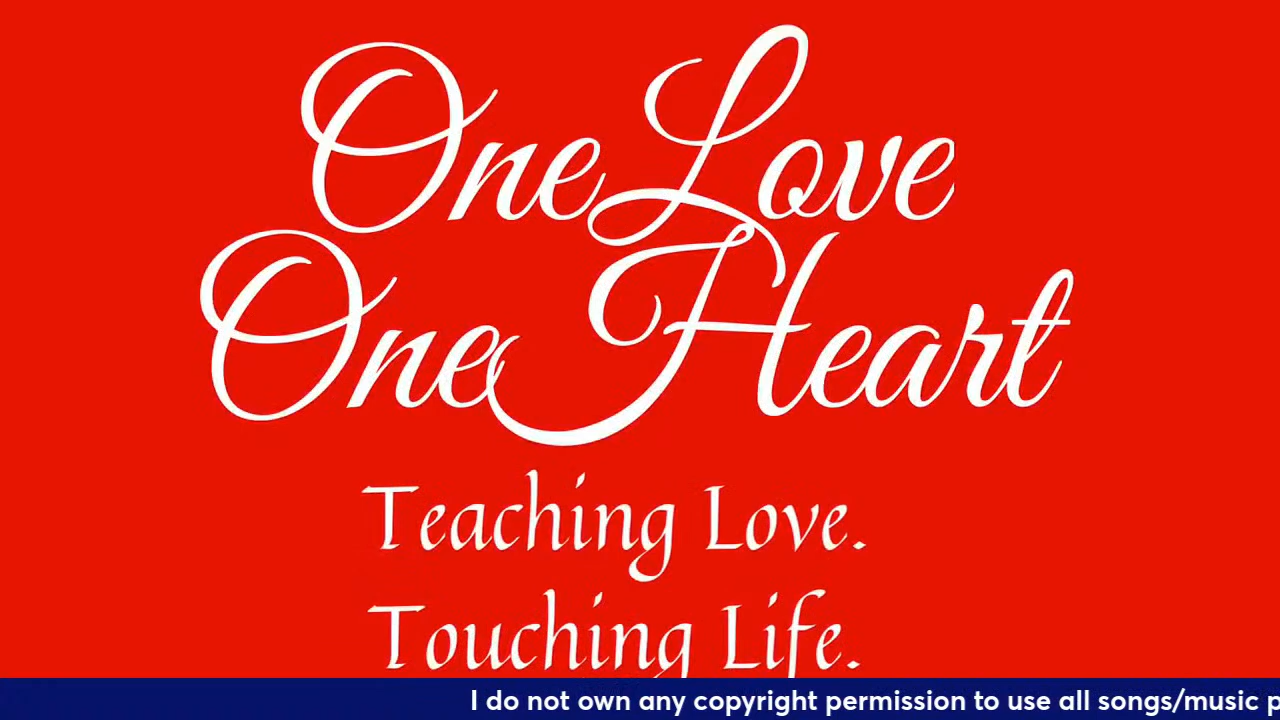 One Love
One Heart
Teaching Love.
Touching Life.
I do not own any copyright permission to use all songs/music